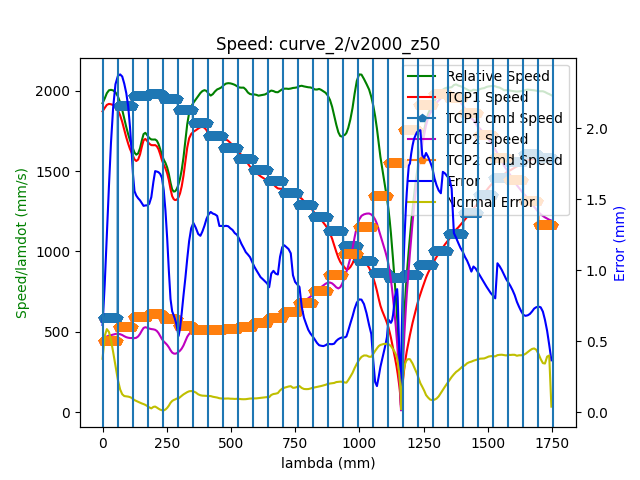 Speed: curve_2/v2000_z50
Speed/lamdot (mm/s)
2000
1500
1000
500
0
Relative Speed
TCP1 Speed
TCP1 cmd Speed
TCP2 Speed
TCP2 cmd Speed
Error
Normal Error
2.0
1.5
1.0
0.5
0.0
Error (mm)
0 250 500 750 1000 1250 1500 1750
lambda (mm)